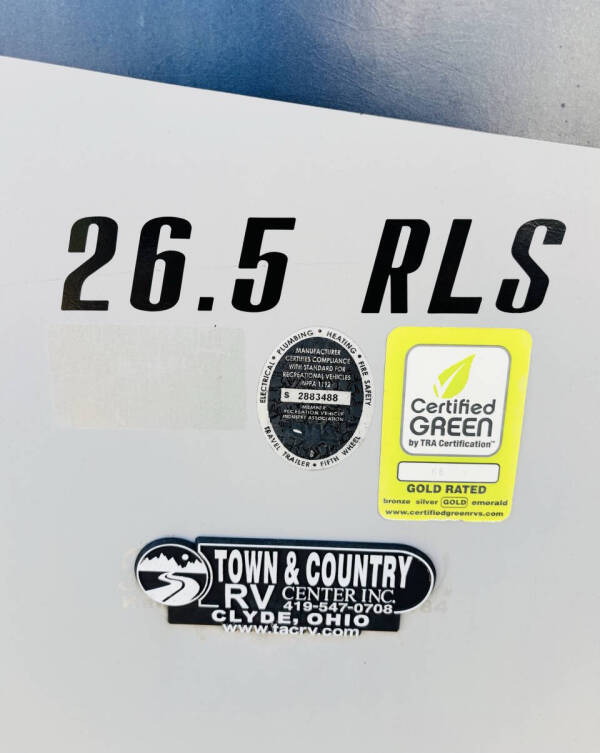 26.5 RLS
ELECTRICAL • PLUMBING • HEATING • FIRE SAFETY
MANUFACTURER
CERTIFIES COMPLIANCE
WITH STANDARD FOR
RECREATIONAL VEHICLES
NFPA 1192
S 2883488
MEMBER
RECREATION VEHICLE
INDUSTRY ASSOCIATION
TRAVEL TRAILER • FIFTH WHEEL
Certified
GREEN
by TRA Certification™
GOLD RATED
bronze silver GOLD emerald
www.certifiedgreenrvs.com
TOWN & COUNTRY
RV CENTER INC.
419-547-0708
CLYDE, OHIO
www.tacrv.com